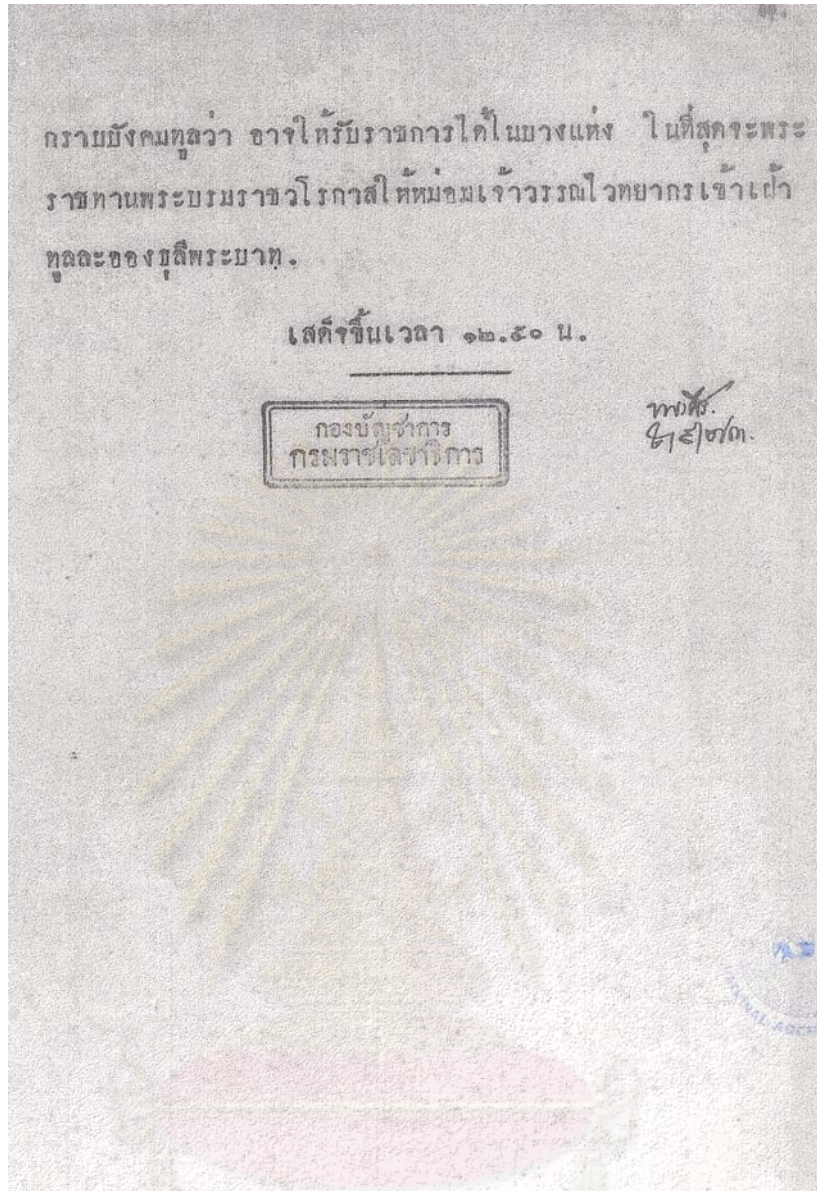 กราบบังคมทูลว่า อาจให้รับราชการได้ในบางแห่ง ในที่สุดจะพระ
ราชทานพระบรมราชวโรกาสให้หม่อมเจ้าวรรณไวทยากรเข้าเฝ้า
ทูลละอองธุลีพระบาท.
เสด็จขึ้นเวลา ๑๒.๕๐ น.
กองบัญชาการ
กรมราชเลขาธิการ